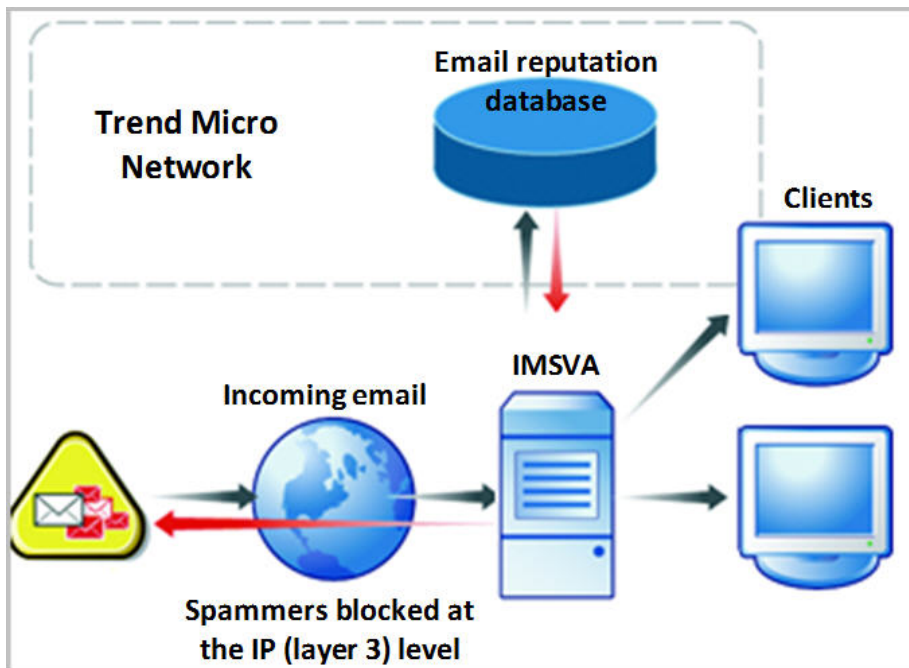 Email reputation
database
Trend Micro
Network
Clients
IMSVA
Incoming email
Spammers blocked at
the IP (layer 3) level